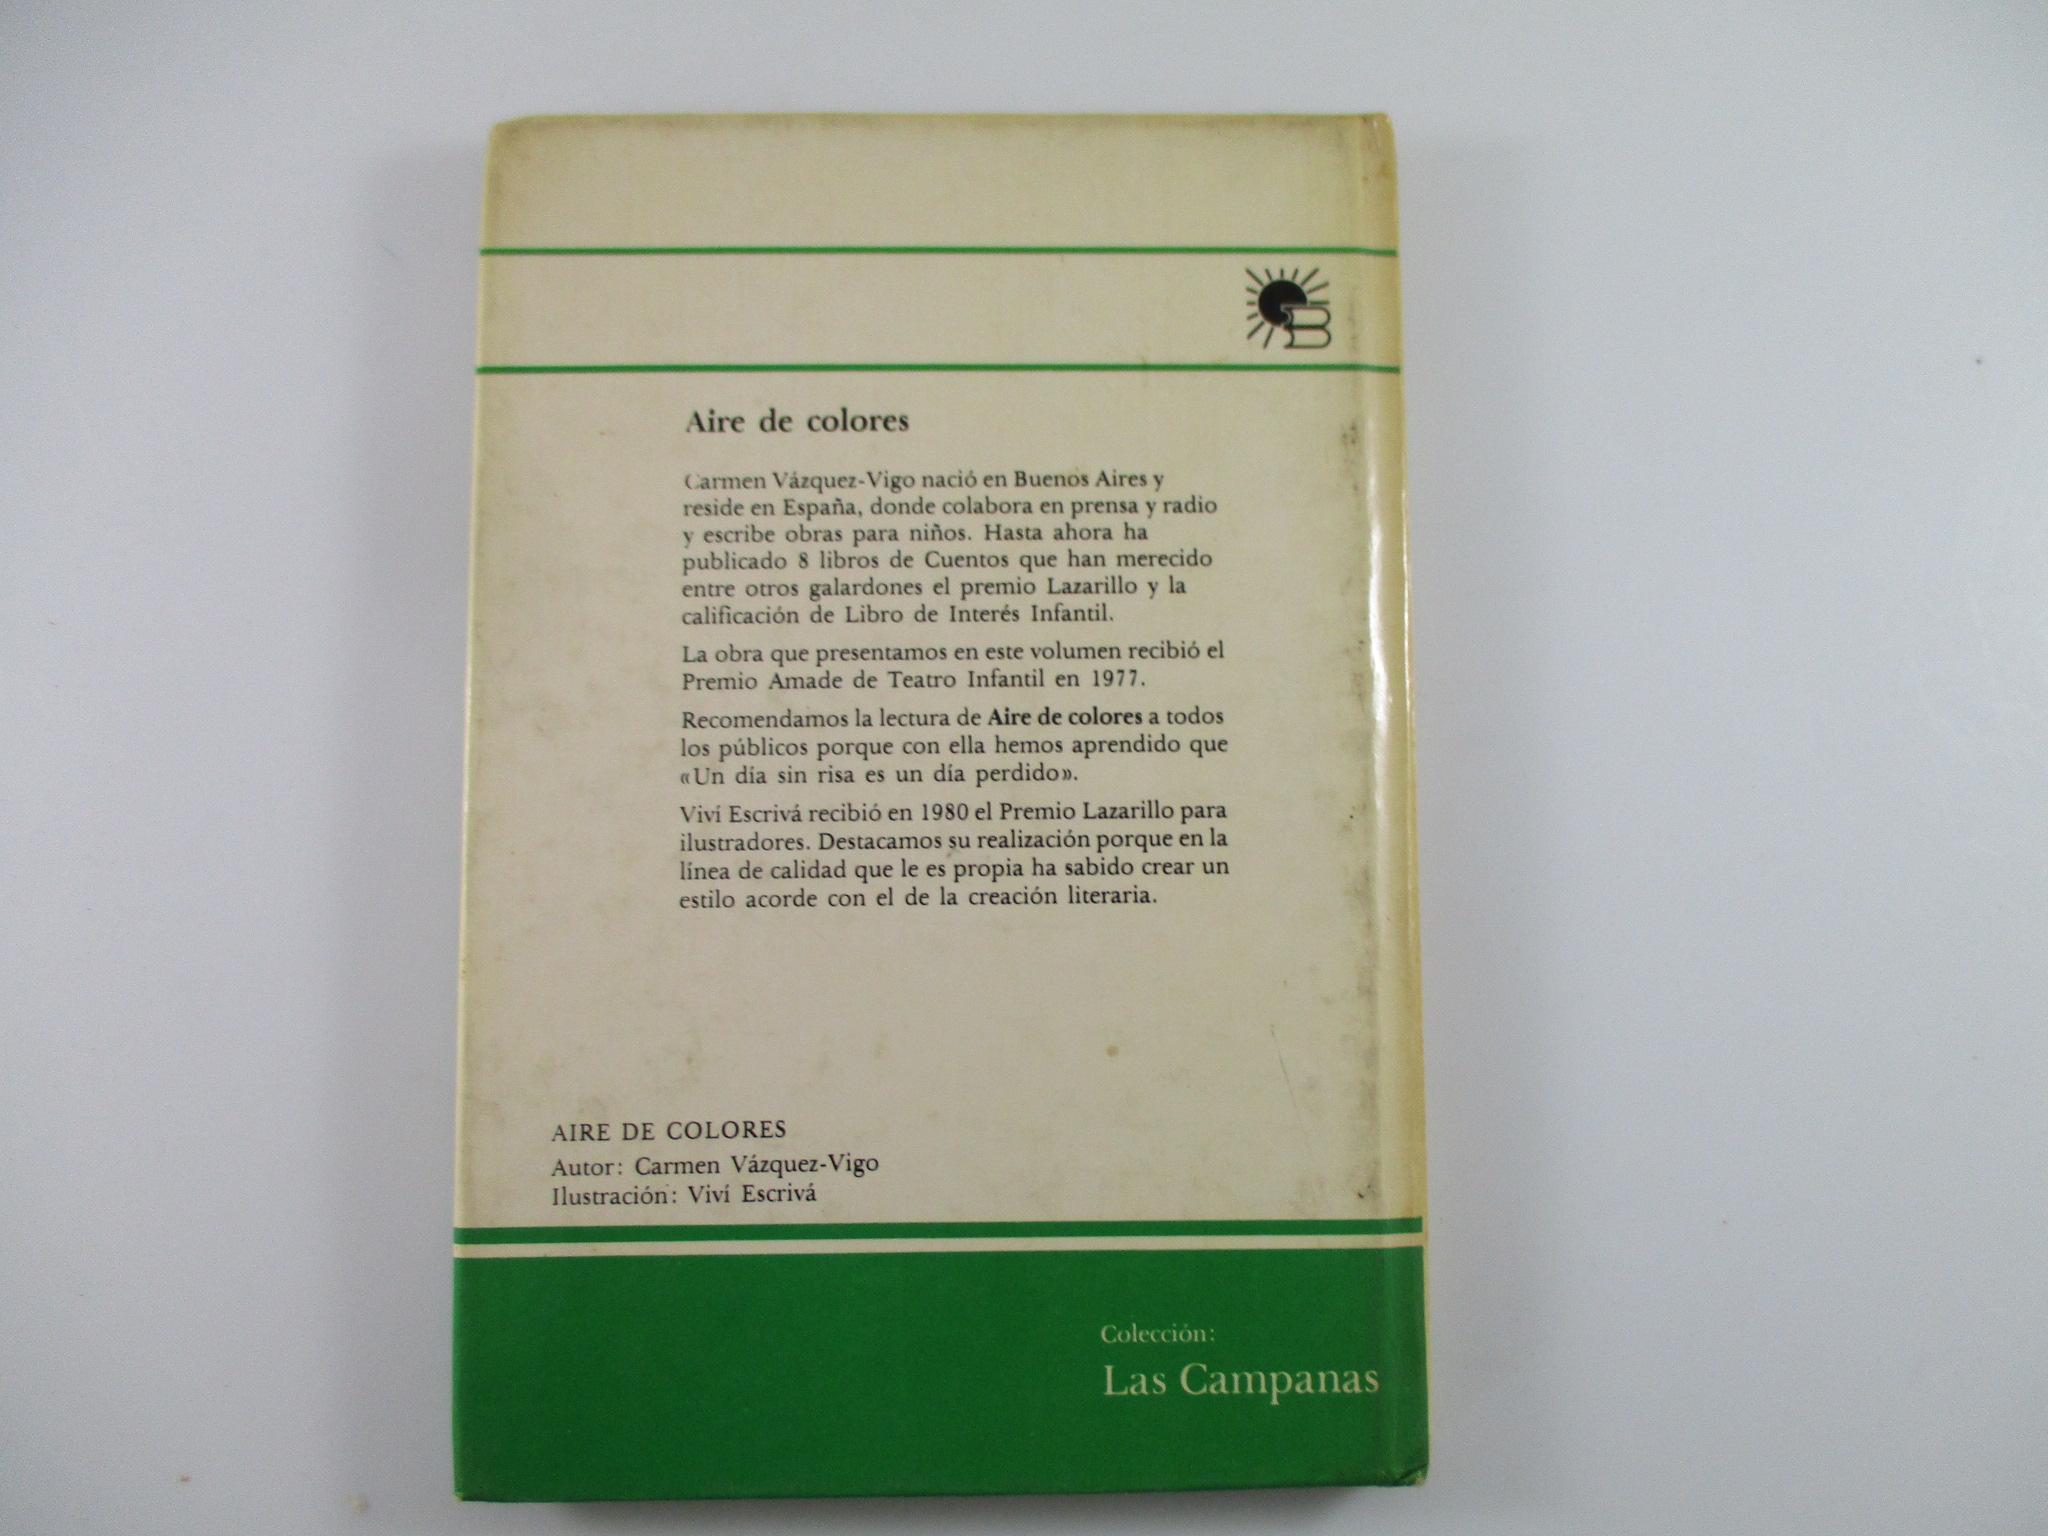 Aire de colores
Carmen Vázquez-Vigo nació en Buenos Aires y
reside en España, donde colabora en prensa y radio
y escribe obras para niños. Hasta ahora ha
publicado 8 libros de Cuentos que han merecido
entre otros galardones el premio Lazarillo y la
calificación de Libro de Interés Infantil.
La obra que presentamos en este volumen recibió el
Premio Amade de Teatro Infantil en 1977.
Recomendamos la lectura de Aire de colores a todos
los públicos porque con ella hemos aprendido que
«Un día sin risa es un día perdido».
Viví Escrivá recibió en 1980 el Premio Lazarillo para
ilustradores. Destacamos su realización porque en la
línea de calidad que le es propia ha sabido crear un
estilo acorde con el de la creación literaria.
AIRE DE COLORES
Autor: Carmen Vázquez-Vigo
Ilustración: Viví Escrivá
Colección:
Las Campanas